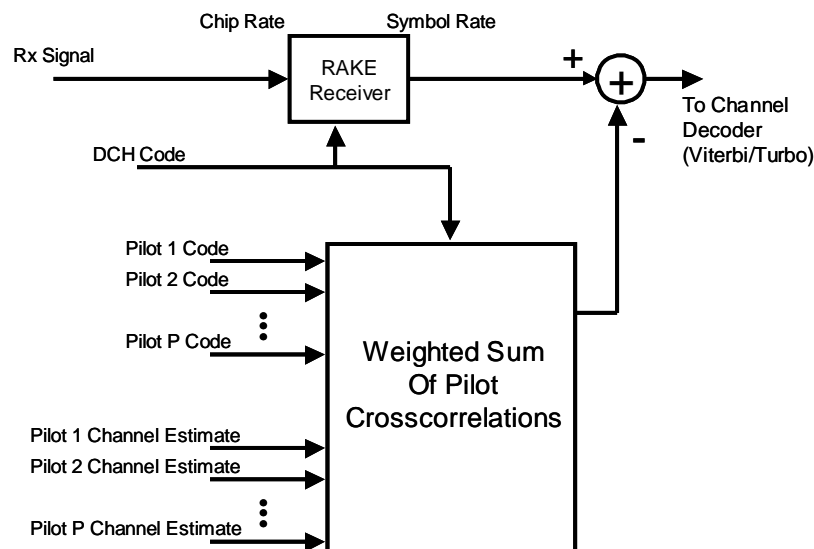 Chip Rate
Symbol Rate
Rx Signal
RAKE
Receiver
+
+
To Channel
Decoder
(Viterbi/Turbo)
-
DCH Code
Pilot 1 Code
Pilot 2 Code
Pilot P Code
Weighted Sum
Of Pilot
Crosscorrelations
Pilot 1 Channel Estimate
Pilot 2 Channel Estimate
Pilot P Channel Estimate